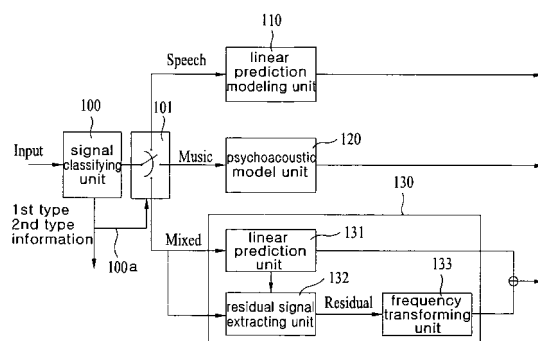 110
linear
prediction
modeling unit
Speech
100
101
120
Input
signal
classifying
unit
Music
psychoacoustic
model unit
130
1st type
2nd type
information
100a
Mixed
131
linear
prediction
unit
132
133
residual signal
extracting unit
Residual
frequency
transforming
unit